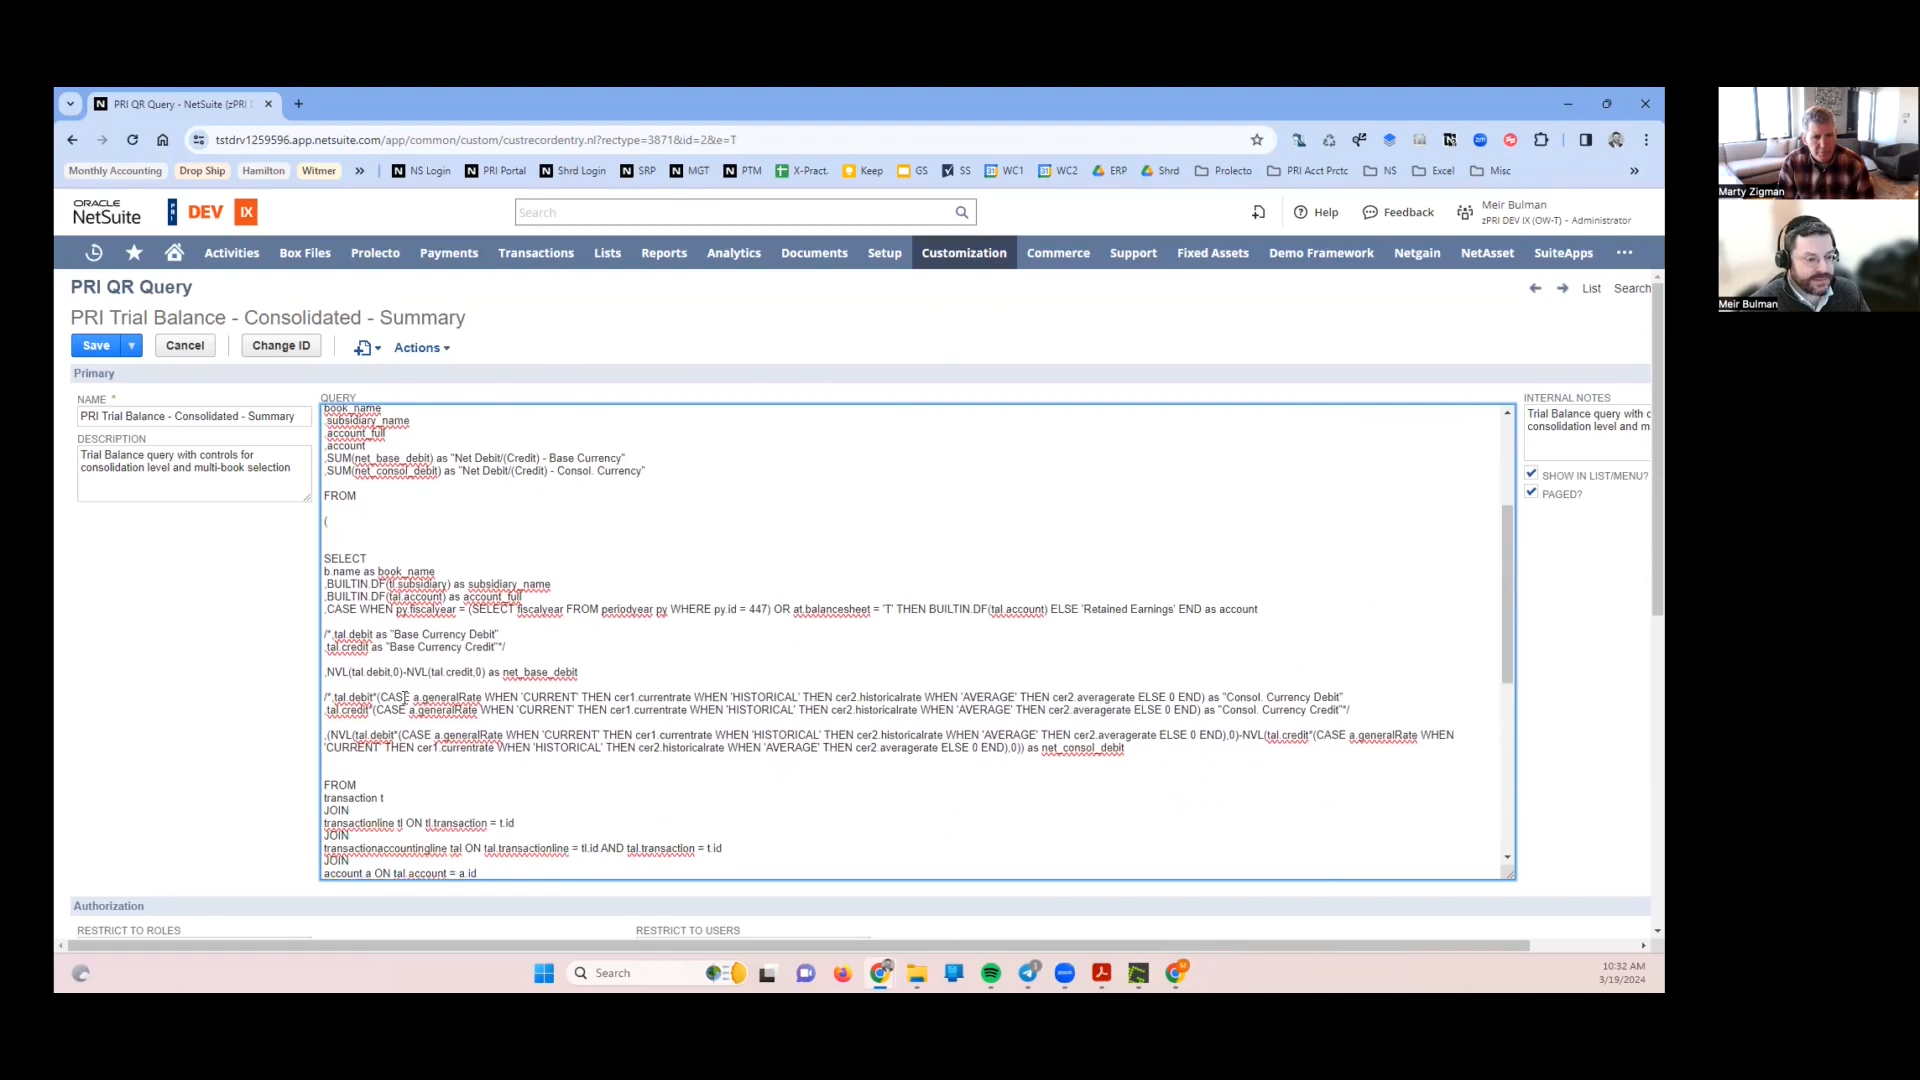 PRI QR Query - NetSuite (zPRI D
tstdrv1259596.app.netsuite.com/app/common/custom/custrecordentry.nl?rectype=3871&id=2&e=T
Monthly Accounting Drop Ship Hamilton Witmer » NS Login PRI Portal Shrd Login SRP MGT PTM X-Pract. Keep GS SS WC1 WC2 ERP Shrd Prolecto PRI Acct Prctc NS Excel Misc »
ORACLE
NetSuite
PRI
DEV IX
Search
Help
Feedback
Meir Bulman
zPRI DEV IX (OW-T) - Administrator
Activities Box Files Prolecto Payments Transactions Lists Reports Analytics Documents Setup Customization Commerce Support Fixed Assets Demo Framework Netgain NetAsset SuiteApps
PRI QR Query
List Search
PRI Trial Balance - Consolidated - Summary
Save Cancel Change ID Actions
Primary
NAME *
PRI Trial Balance - Consolidated - Summary
DESCRIPTION
Trial Balance query with controls for
consolidation level and multi-book selection
QUERY
book_name
,subsidiary_name
,account_full
,account
,SUM(net_base_debit) as "Net Debit/(Credit) - Base Currency"
,SUM(net_consol_debit) as "Net Debit/(Credit) - Consol. Currency"
FROM
(
SELECT
b.name as book_name
,BUILTIN.DF(tl.subsidiary) as subsidiary_name
,BUILTIN.DF(tal.account) as account_full
,CASE WHEN py.fiscalyear = (SELECT fiscalyear FROM periodyear py WHERE py.id = 447) OR at.balancesheet = 'T' THEN BUILTIN.DF(tal.account) ELSE 'Retained Earnings' END as account
/*,tal.debit as "Base Currency Debit"
,tal.credit as "Base Currency Credit"*/
,NVL(tal.debit,0)-NVL(tal.credit,0) as net_base_debit
/*,tal.debit*(CASE a.generalRate WHEN 'CURRENT' THEN cer1.currentrate WHEN 'HISTORICAL' THEN cer2.historicalrate WHEN 'AVERAGE' THEN cer2.averagerate ELSE 0 END) as "Consol. Currency Debit"
,tal.credit*(CASE a.generalRate WHEN 'CURRENT' THEN cer1.currentrate WHEN 'HISTORICAL' THEN cer2.historicalrate WHEN 'AVERAGE' THEN cer2.averagerate ELSE 0 END) as "Consol. Currency Credit"*/
,(NVL(tal.debit*(CASE a.generalRate WHEN 'CURRENT' THEN cer1.currentrate WHEN 'HISTORICAL' THEN cer2.historicalrate WHEN 'AVERAGE' THEN cer2.averagerate ELSE 0 END),0)-NVL(tal.credit*(CASE a.generalRate WHEN
'CURRENT' THEN cer1.currentrate WHEN 'HISTORICAL' THEN cer2.historicalrate WHEN 'AVERAGE' THEN cer2.averagerate ELSE 0 END),0)) as net_consol_debit
FROM
transaction t
JOIN
transactionline tl ON tl.transaction = t.id
JOIN
transactionaccountingline tal ON tal.transactionline = tl.id AND tal.transaction = t.id
JOIN
account a ON tal.account = a.id
INTERNAL NOTES
Trial Balance query with c
consolidation level and m
SHOW IN LIST/MENU?
PAGED?
Authorization
RESTRICT TO ROLES
RESTRICT TO USERS
Search
10:32 AM
3/19/2024
Marty Zigman
Meir Bulman